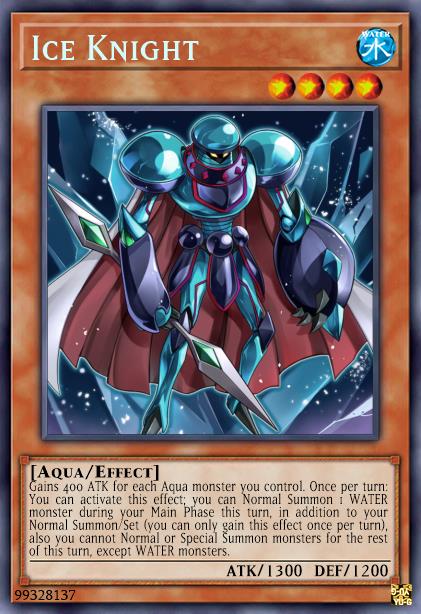 Ice Knight
WATER
水
[Aqua/Effect]
Gains 400 ATK for each Aqua monster you control. Once per turn:
You can activate this effect; you can Normal Summon 1 WATER
monster during your Main Phase this turn, in addition to your
Normal Summon/Set (you can only gain this effect once per turn),
also you cannot Normal or Special Summon monsters for the rest
of this turn, except WATER monsters.
ATK/1300 DEF/1200
99328137